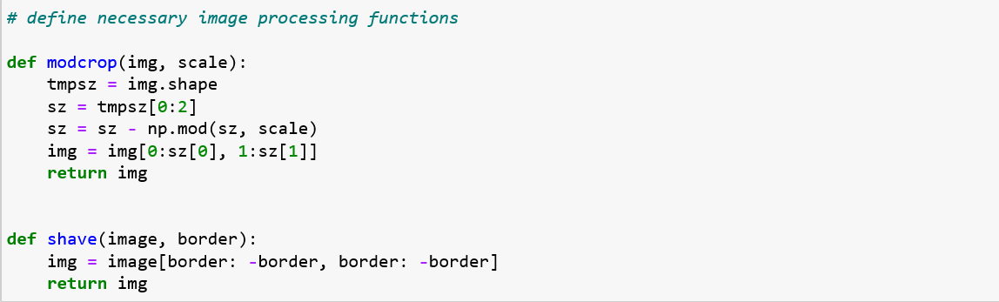 # define necessary image processing functions
def modcrop(img, scale):
    tmpsz = img.shape
    sz = tmpsz[0:2]
    sz = sz - np.mod(sz, scale)
    img = img[0:sz[0], 1:sz[1]]
    return img
def shave(image, border):
    img = image[border: -border, border: -border]
    return img